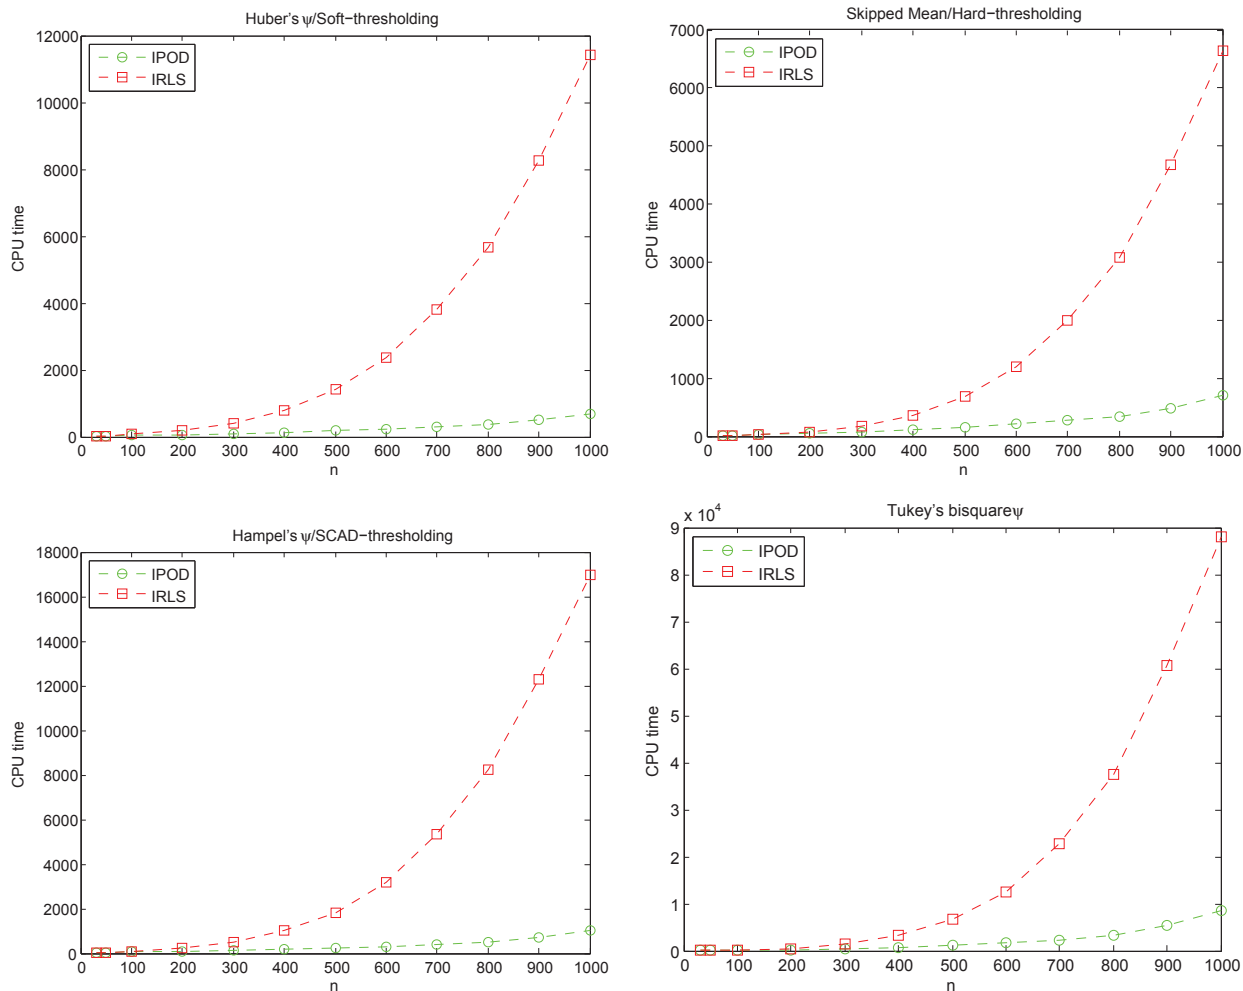 Huber's ψ/Soft−thresholding
12000
10000
8000
6000
4000
2000
0
CPU time
IPOD
IRLS
0 100 200 300 400 500 600 700 800 900 1000
n
Skipped Mean/Hard−thresholding
7000
6000
5000
4000
3000
2000
1000
0
CPU time
IPOD
IRLS
0 100 200 300 400 500 600 700 800 900 1000
n
Hampel's ψ/SCAD−thresholding
18000
16000
14000
12000
10000
8000
6000
4000
2000
0
CPU time
IPOD
IRLS
0 100 200 300 400 500 600 700 800 900 1000
n
Tukey's bisquareψ
x 10^4
9
8
7
6
5
4
3
2
1
0
CPU time
IPOD
IRLS
0 100 200 300 400 500 600 700 800 900 1000
n